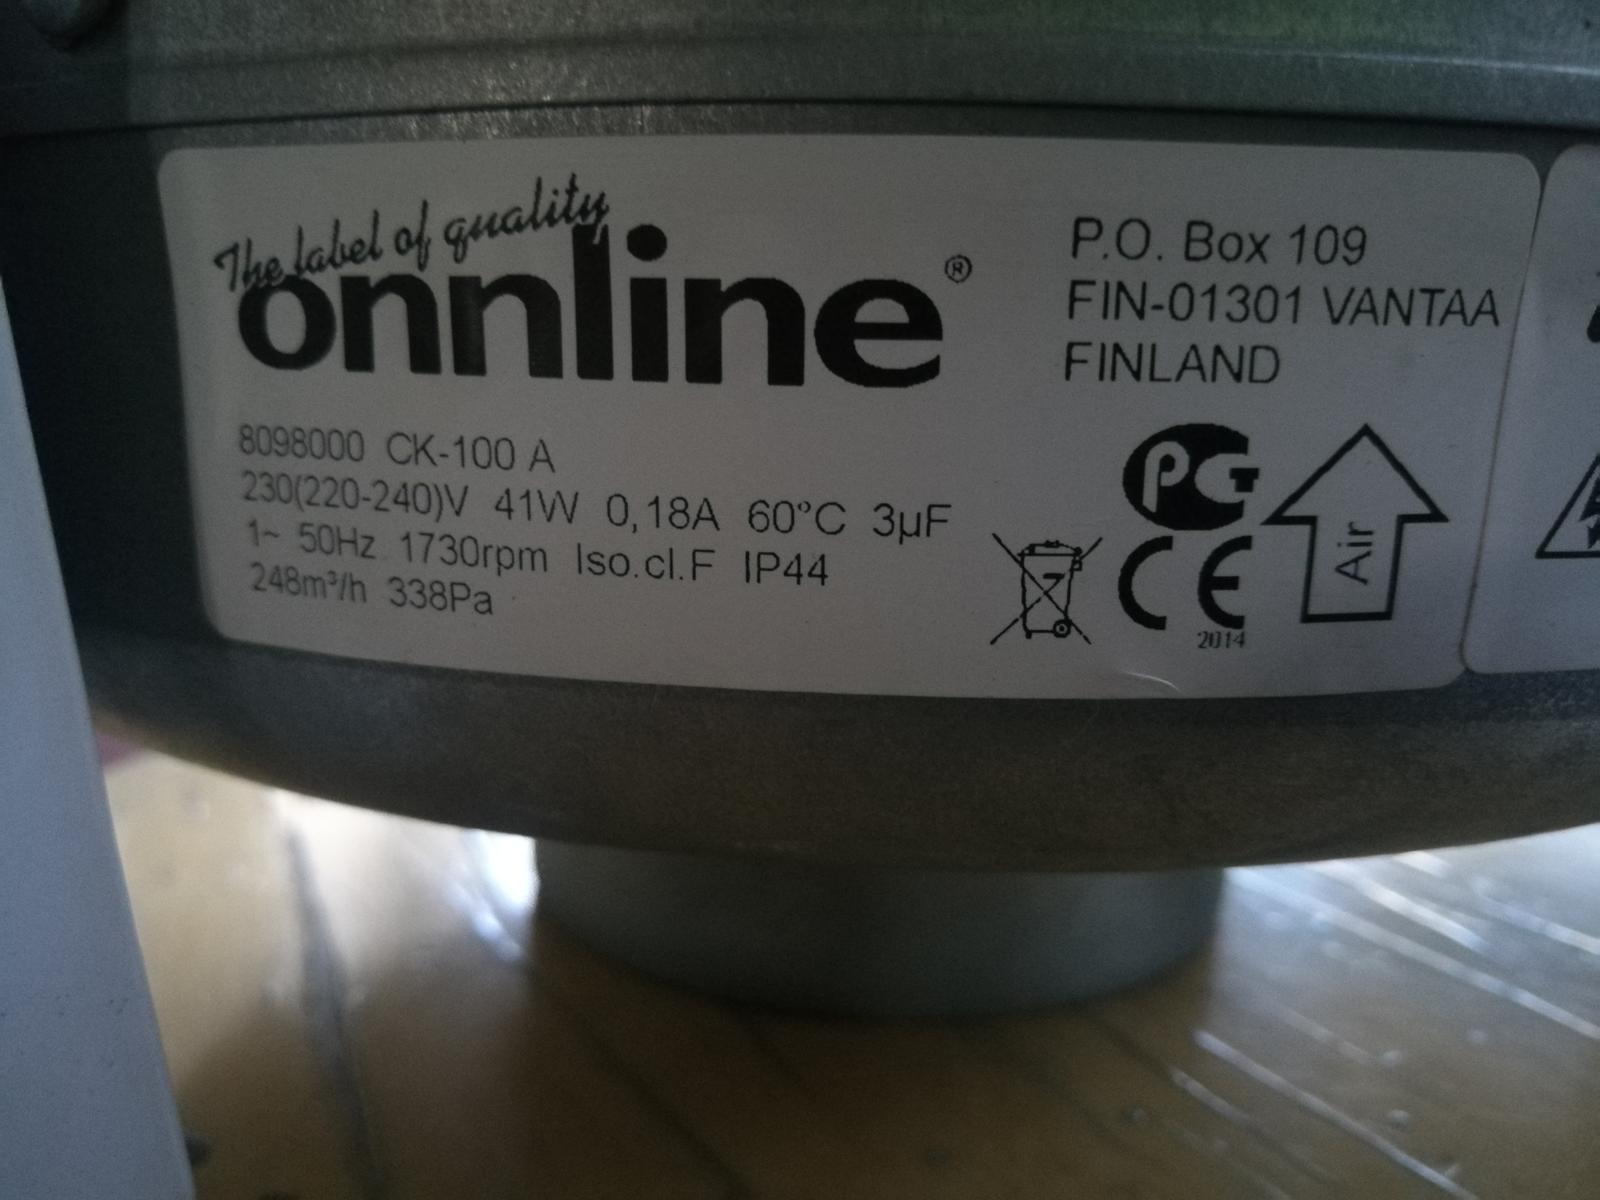 The label of quality
onnline®
P.O. Box 109
FIN-01301 VANTAA
FINLAND
8098000 CK-100 A
230(220-240)V 41W 0,18A 60°C 3µF
1~ 50Hz 1730rpm Iso.cl.F IP44
248m³/h 338Pa
PG
CE
2014
Air